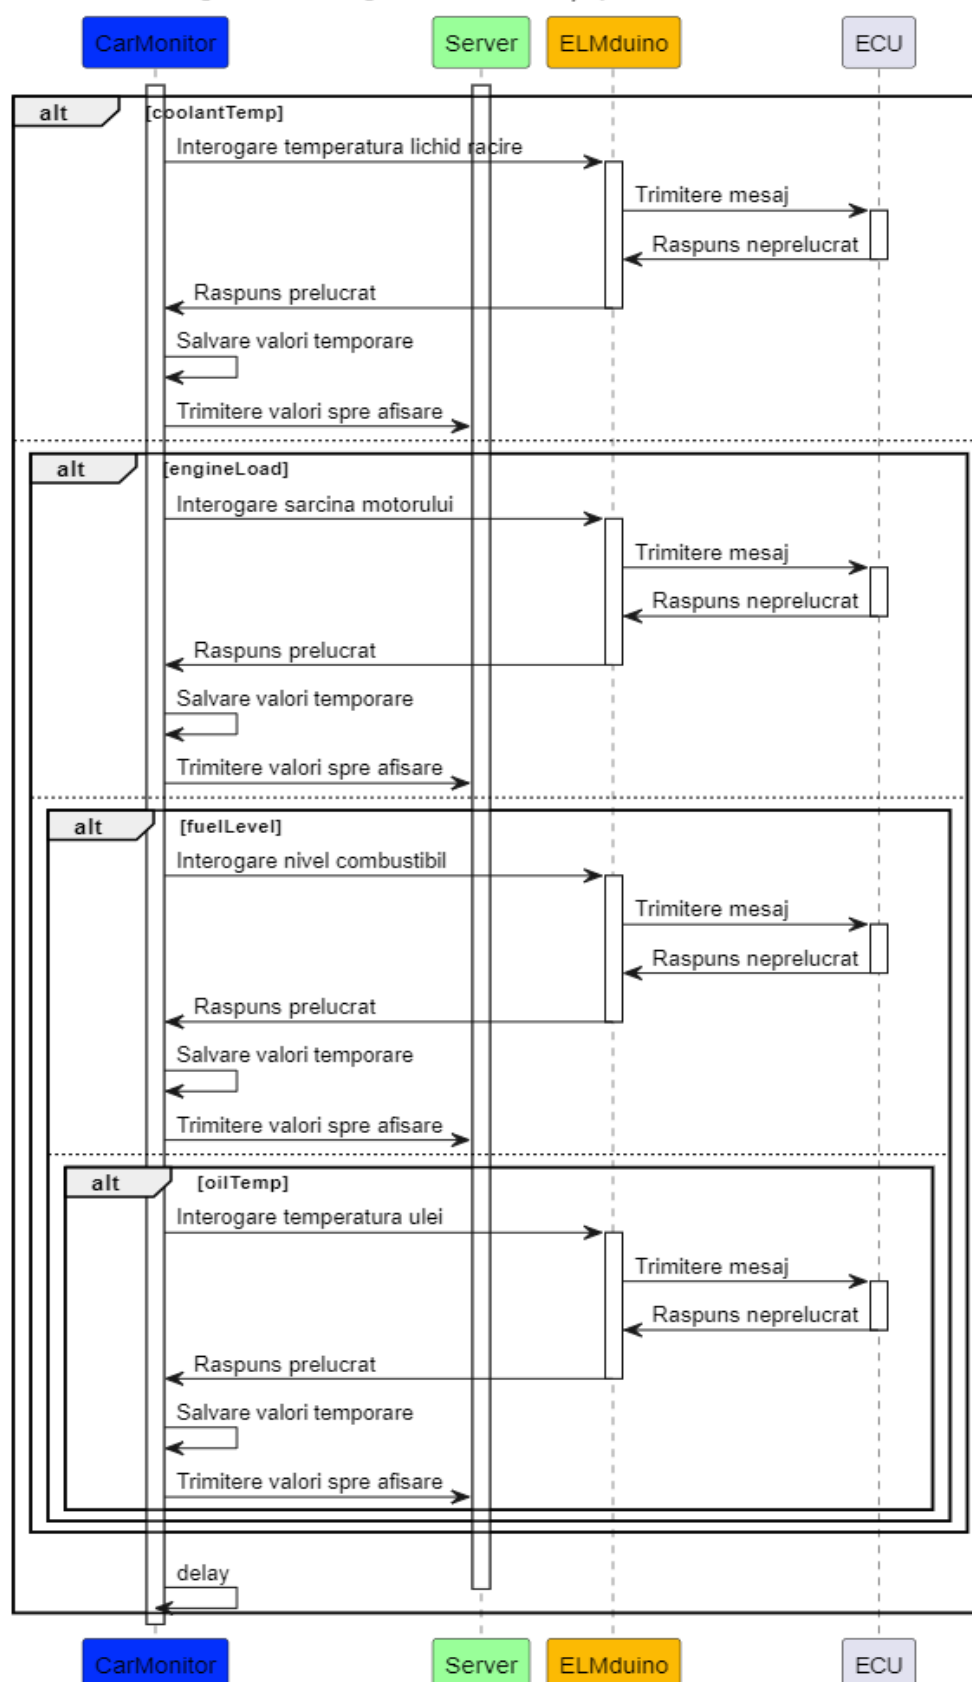 CarMonitor Server ELMduino ECU
alt [coolantTemp]
Interogare temperatura lichid racire
Trimitere mesaj
Raspuns neprelucrat
Raspuns prelucrat
Salvare valori temporare
Trimitere valori spre afisare
alt [engineLoad]
Interogare sarcina motorului
Trimitere mesaj
Raspuns neprelucrat
Raspuns prelucrat
Salvare valori temporare
Trimitere valori spre afisare
alt [fuelLevel]
Interogare nivel combustibil
Trimitere mesaj
Raspuns neprelucrat
Raspuns prelucrat
Salvare valori temporare
Trimitere valori spre afisare
alt [oilTemp]
Interogare temperatura ulei
Trimitere mesaj
Raspuns neprelucrat
Raspuns prelucrat
Salvare valori temporare
Trimitere valori spre afisare
delay
CarMonitor Server ELMduino ECU